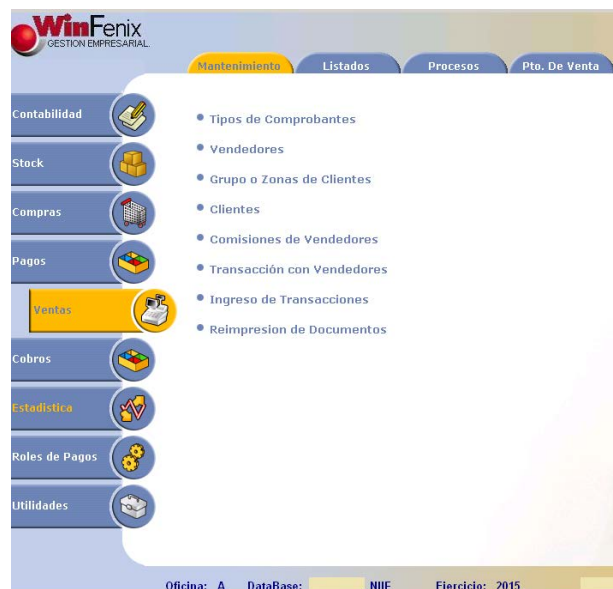 WinFenix
GESTION EMPRESARIAL.
Mantenimiento
Listados
Procesos
Pto. De Venta
Contabilidad
Stock
Compras
Pagos
Ventas
Cobros
Estadistica
Roles de Pagos
Utilidades
Tipos de Comprobantes
Vendedores
Grupo o Zonas de Clientes
Clientes
Comisiones de Vendedores
Transacción con Vendedores
Ingreso de Transacciones
Reimpresion de Documentos
Oficina: A DataBase: NIIF Ejercicio: 2015